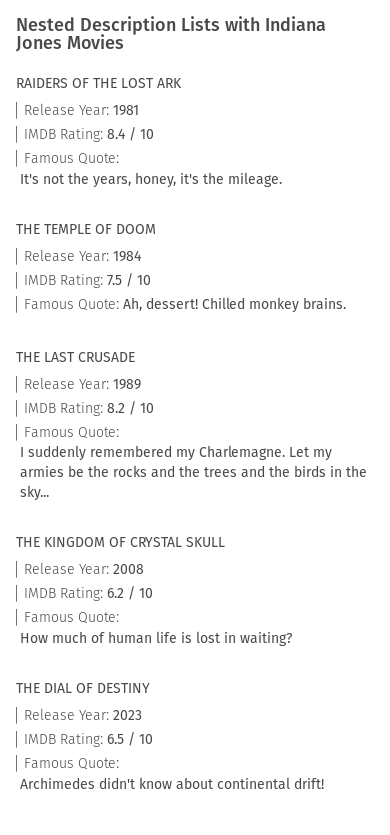 Nested Description Lists with Indiana
Jones Movies
RAIDERS OF THE LOST ARK
Release Year: 1981
IMDB Rating: 8.4 / 10
Famous Quote:
It's not the years, honey, it's the mileage.
THE TEMPLE OF DOOM
Release Year: 1984
IMDB Rating: 7.5 / 10
Famous Quote: Ah, dessert! Chilled monkey brains.
THE LAST CRUSADE
Release Year: 1989
IMDB Rating: 8.2 / 10
Famous Quote:
I suddenly remembered my Charlemagne. Let my
armies be the rocks and the trees and the birds in the
sky...
THE KINGDOM OF CRYSTAL SKULL
Release Year: 2008
IMDB Rating: 6.2 / 10
Famous Quote:
How much of human life is lost in waiting?
THE DIAL OF DESTINY
Release Year: 2023
IMDB Rating: 6.5 / 10
Famous Quote:
Archimedes didn't know about continental drift!